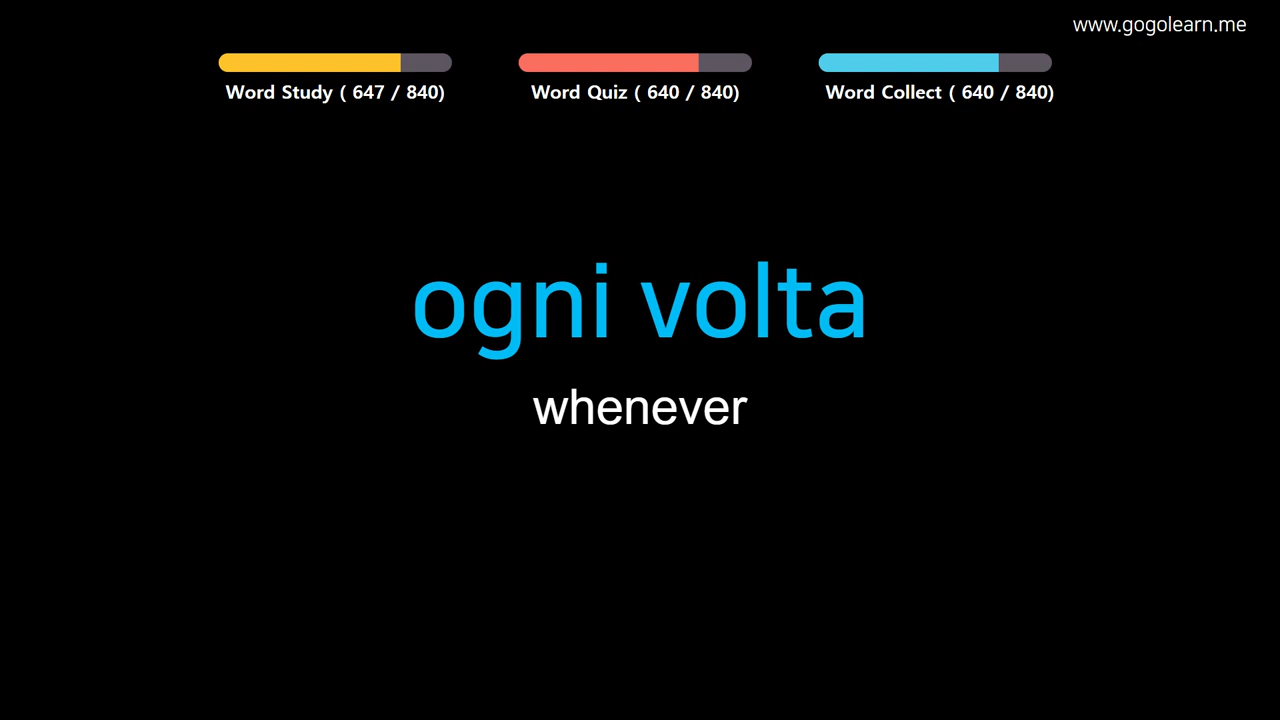 www.gogolearn.me
Word Study ( 647 / 840)
Word Quiz ( 640 / 840)
Word Collect ( 640 / 840)
ogni volta
whenever